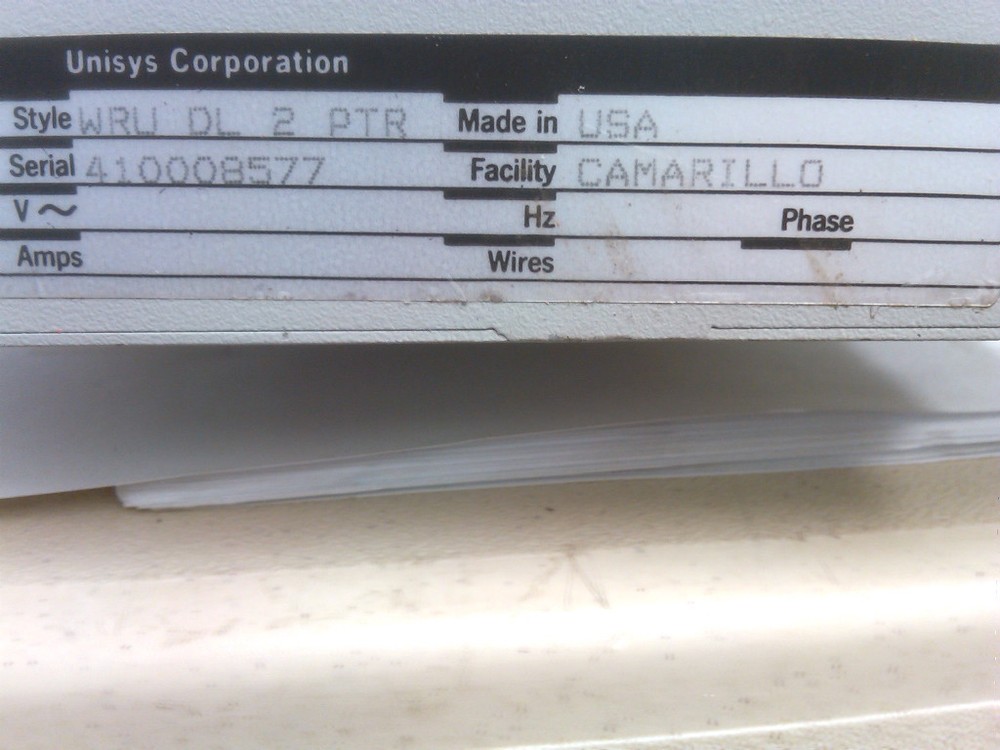 Unisys Corporation
Style WRU DL 2 PTR Made in USA
Serial 410008577 Facility CAMARILLO
V ~ Hz Phase
Amps Wires